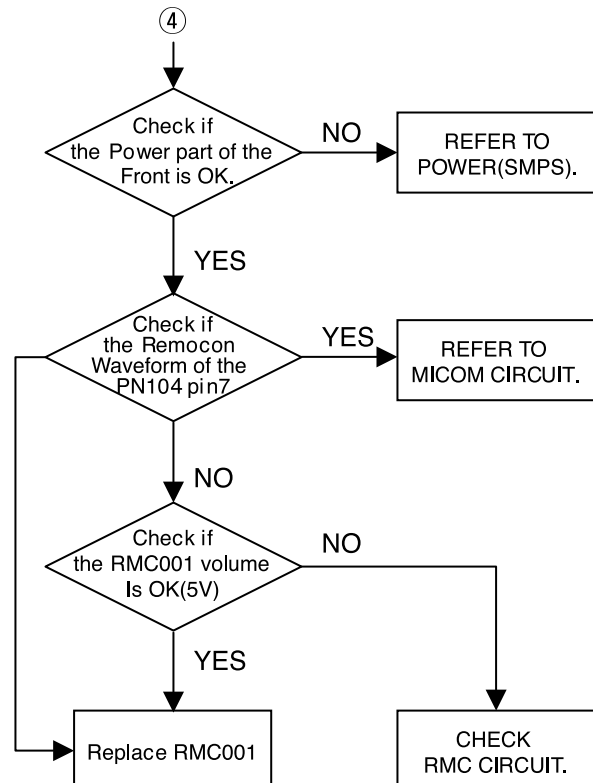 ④
Check if
the Power part of the
Front is OK.
NO
REFER TO
POWER(SMPS).
YES
Check if
the Remocon
Waveform of the
PN104 pin7
YES
REFER TO
MICOM CIRCUIT.
NO
Check if
the RMC001 volume
Is OK(5V)
NO
YES
Replace RMC001
CHECK
RMC CIRCUIT.